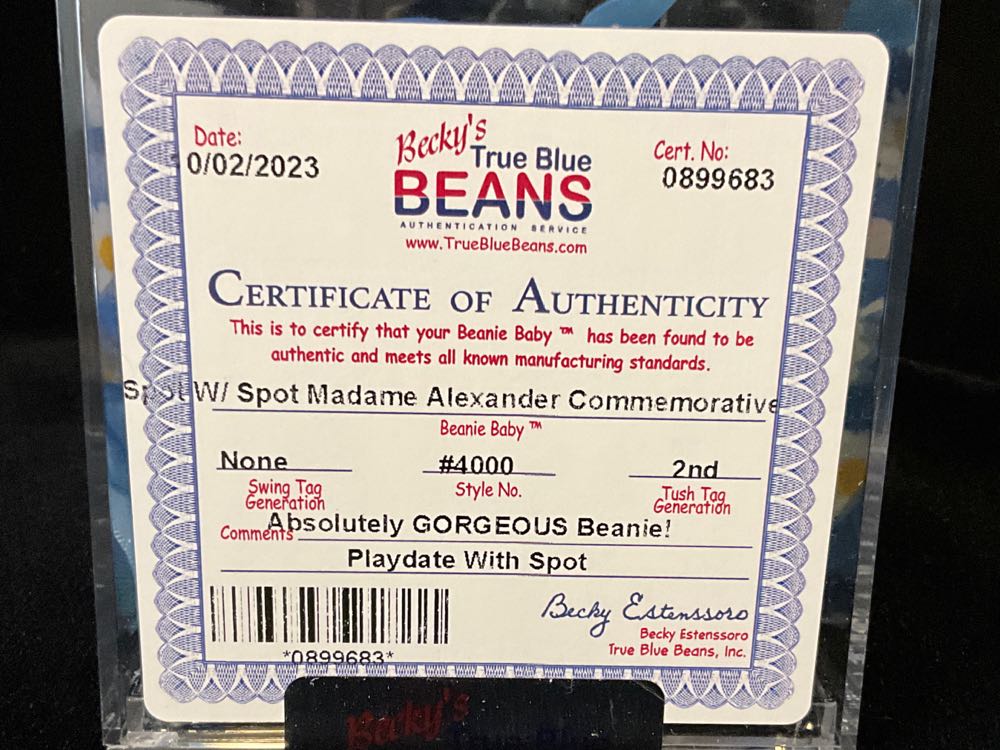 Date:
0/02/2023
Becky's
True Blue
BEANS
AUTHENTICATION SERVICE
www.TrueBlueBeans.com
Cert. No:
0899683
CERTIFICATE OF AUTHENTICITY
This is to certify that your Beanie Baby ™ has been found to be
authentic and meets all known manufacturing standards.
Spot W/ Spot Madame Alexander Commemorative
Beanie Baby ™
None
#4000
2nd
Swing Tag
Generation
Style No.
Tush Tag
Generation
Comments
Absolutely GORGEOUS Beanie!
Playdate With Spot
*0899683*
Becky Estenssoro
Becky Estenssoro
True Blue Beans, Inc.
Becky's